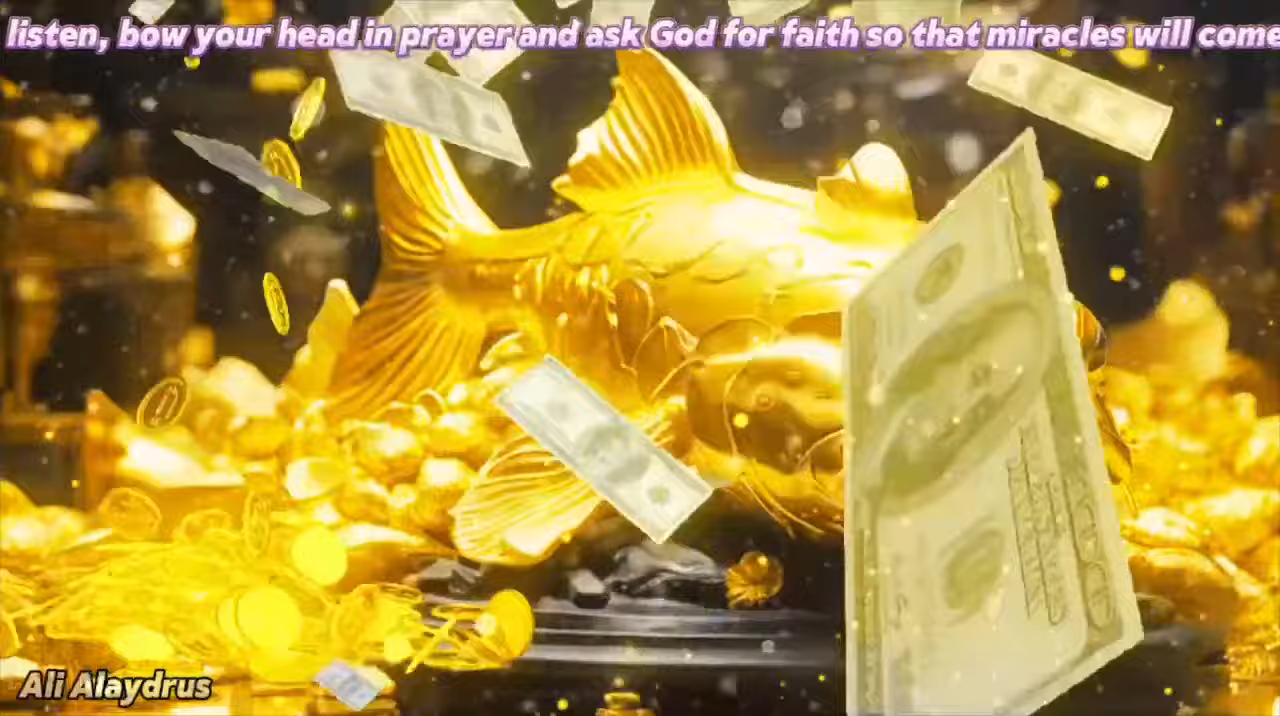 listen, bow your head in prayer and ask God for faith so that miracles will come
Ali Alaydrus